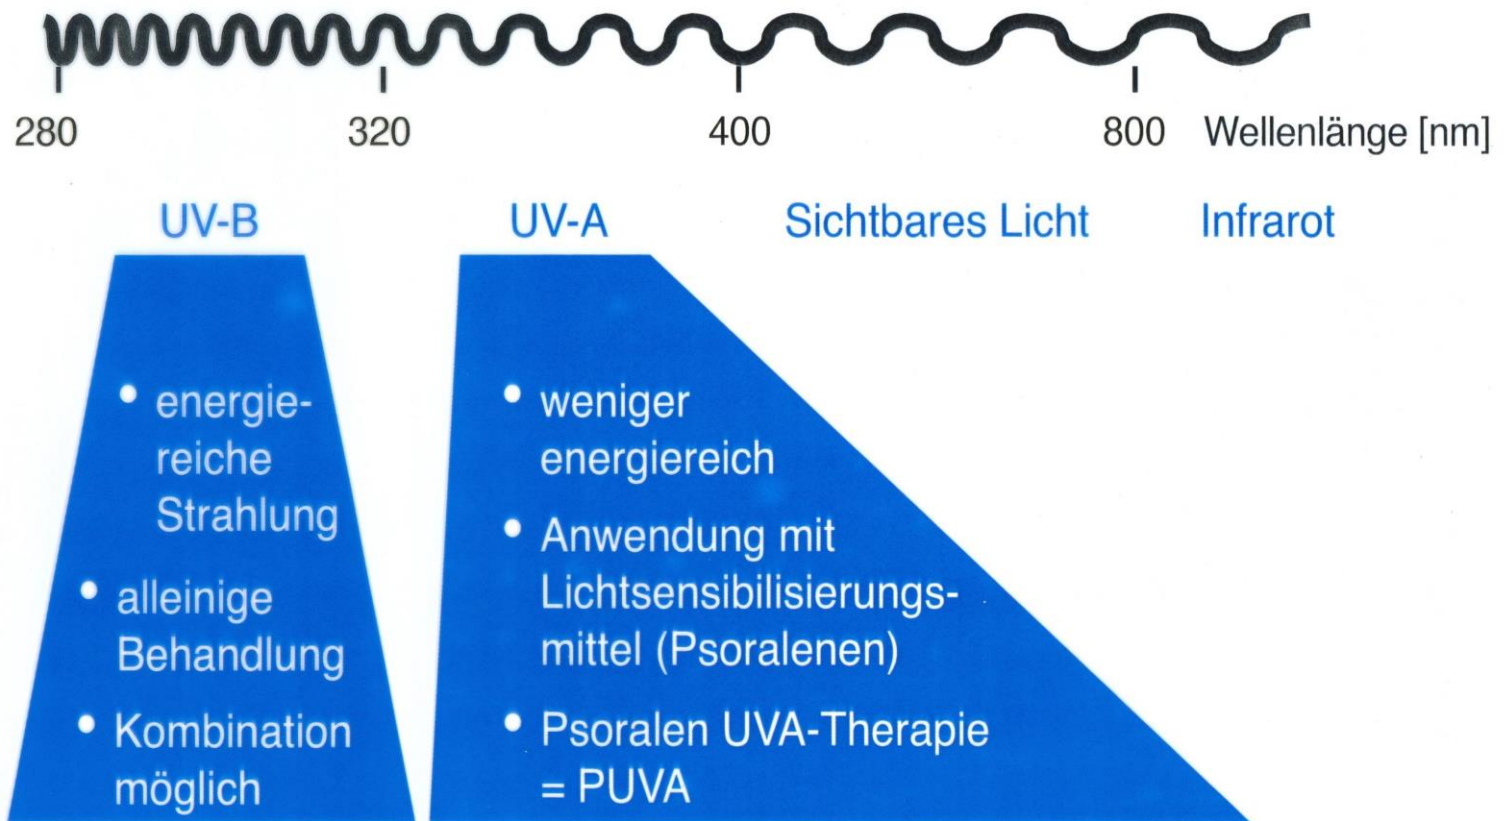 280 320 400 800 Wellenlänge [nm]
UV-B UV-A Sichtbares Licht Infrarot
• energie-
reiche
Strahlung
• alleinige
Behandlung
• Kombination
möglich
• weniger
energiereich
• Anwendung mit
Lichtsensibilisierungs-
mittel (Psoralenen)
• Psoralen UVA-Therapie
= PUVA